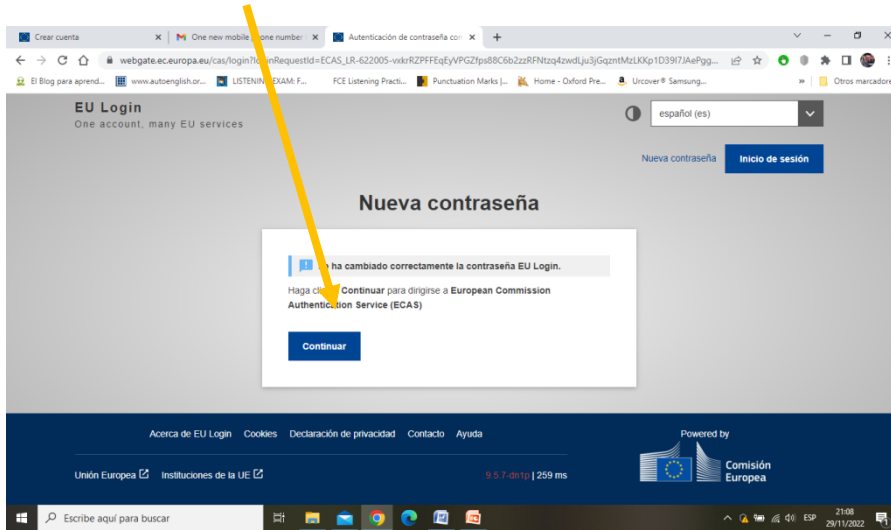 Crear cuenta
One new mobile phone number
Autenticación de contraseña con
webgate.ec.europa.eu/cas/login?loginRequestId=ECAS_LR-622005-
El Blog para aprend...
www.autoenglish.or...
LISTENING EXAM: F...
FCE Listening Practi...
Punctuation Marks |...
Home - Oxford Pre...
Urcover® Samsung...
»
Otros marcadores
EU Login
One account, many EU services
español (es)
Nueva contraseña
Inicio de sesión
Nueva contraseña
ha cambiado correctamente la contraseña EU Login.
Haga clic Continuar para dirigirse a European Commission
Authentication Service (ECAS)
Continuar
Acerca de EU Login Cookies Declaración de privacidad Contacto Ayuda
Unión Europea Instituciones de la UE
9.5.7-dn1p | 259 ms
Powered by
Comisión
Europea
Escribe aquí para buscar
ESP
21:08
29/11/2022